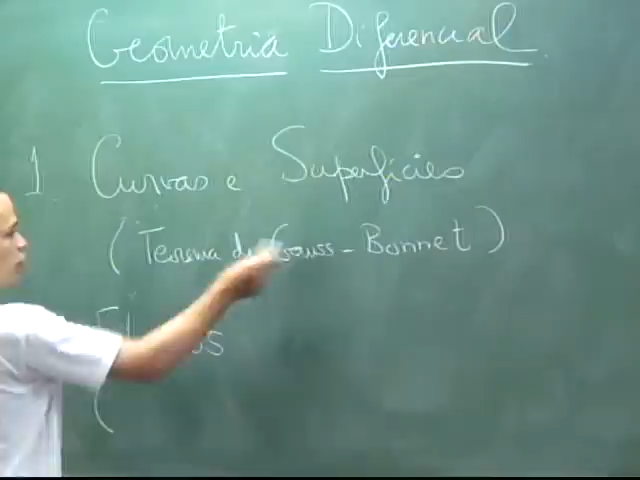 Geometria Diferencial
1 Curvas e Superfícies
(Teorema de Gauss-Bonnet)
(